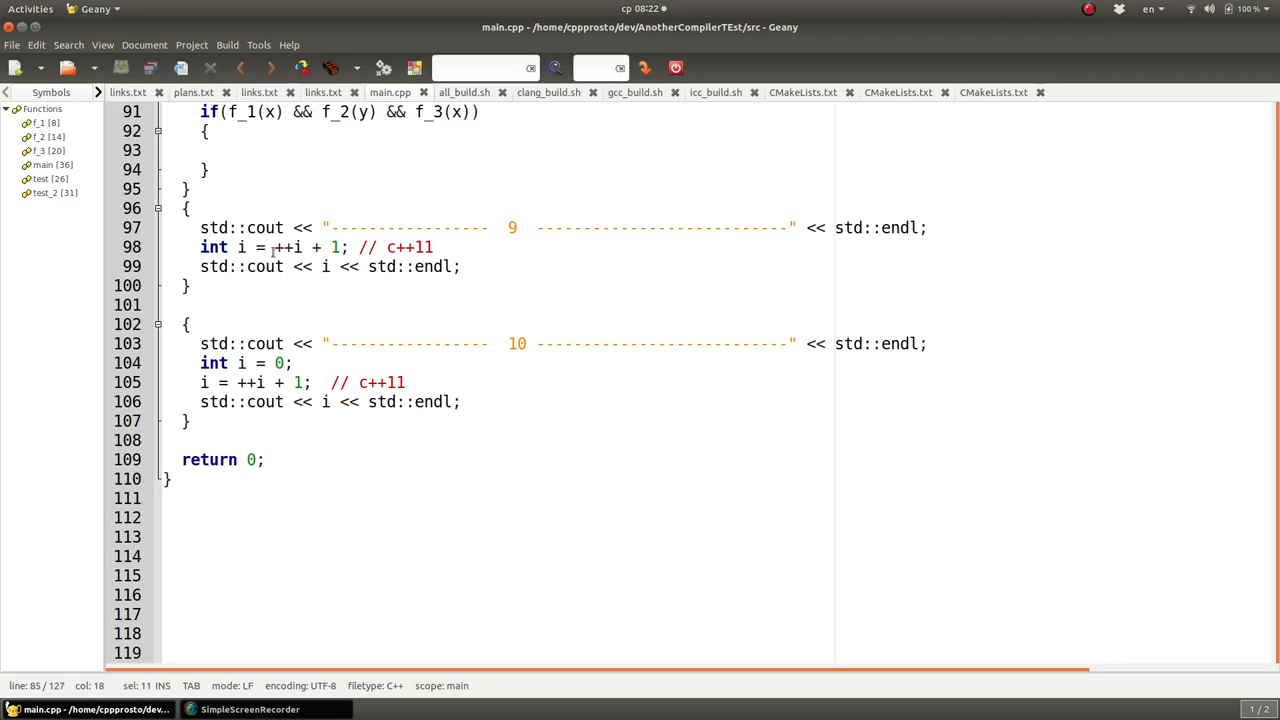 Activities Geany ср 08:22 en 100 %
main.cpp - /home/cppprosto/dev/AnotherCompilerTEst/src - Geany
File Edit Search View Document Project Build Tools Help
Symbols links.txt plans.txt links.txt links.txt main.cpp all_build.sh clang_build.sh gcc_build.sh icc_build.sh CMakeLists.txt CMakeLists.txt CMakeLists.txt
Functions
f_1 [8]
f_2 [14]
f_3 [20]
main [36]
test [26]
test_2 [31]
91 if(f_1(x) && f_2(y) && f_3(x))
92 {
93
94 }
95 }
96 {
97 std::cout << "----------------- 9 ---------------------------" << std::endl;
98 int i = ++i + 1; // c++11
99 std::cout << i << std::endl;
100 }
101
102 {
103 std::cout << "----------------- 10 ---------------------------" << std::endl;
104 int i = 0;
105 i = ++i + 1; // c++11
106 std::cout << i << std::endl;
107 }
108
109 return 0;
110 }
111
112
113
114
115
116
117
118
119
line: 85 / 127 col: 18 sel: 11 INS TAB mode: LF encoding: UTF-8 filetype: C++ scope: main
main.cpp - /home/cppprosto/dev... SimpleScreenRecorder 1 / 2